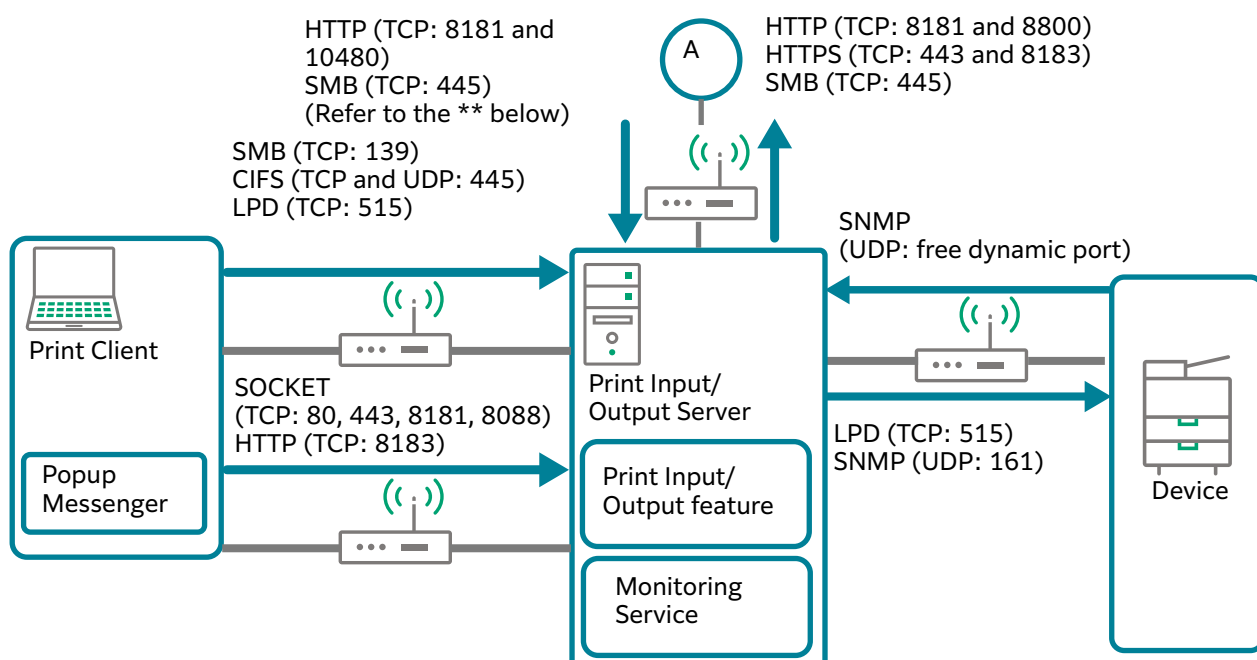 HTTP (TCP: 8181 and
10480)
SMB (TCP: 445)
(Refer to the ** below)
A
HTTP (TCP: 8181 and 8800)
HTTPS (TCP: 443 and 8183)
SMB (TCP: 445)
SMB (TCP: 139)
CIFS (TCP and UDP: 445)
LPD (TCP: 515)
SNMP
(UDP: free dynamic port)
Print Client
SOCKET
(TCP: 80, 443, 8181, 8088)
HTTP (TCP: 8183)
Popup
Messenger
Print Input/
Output Server
Print Input/
Output feature
Monitoring
Service
LPD (TCP: 515)
SNMP (UDP: 161)
Device